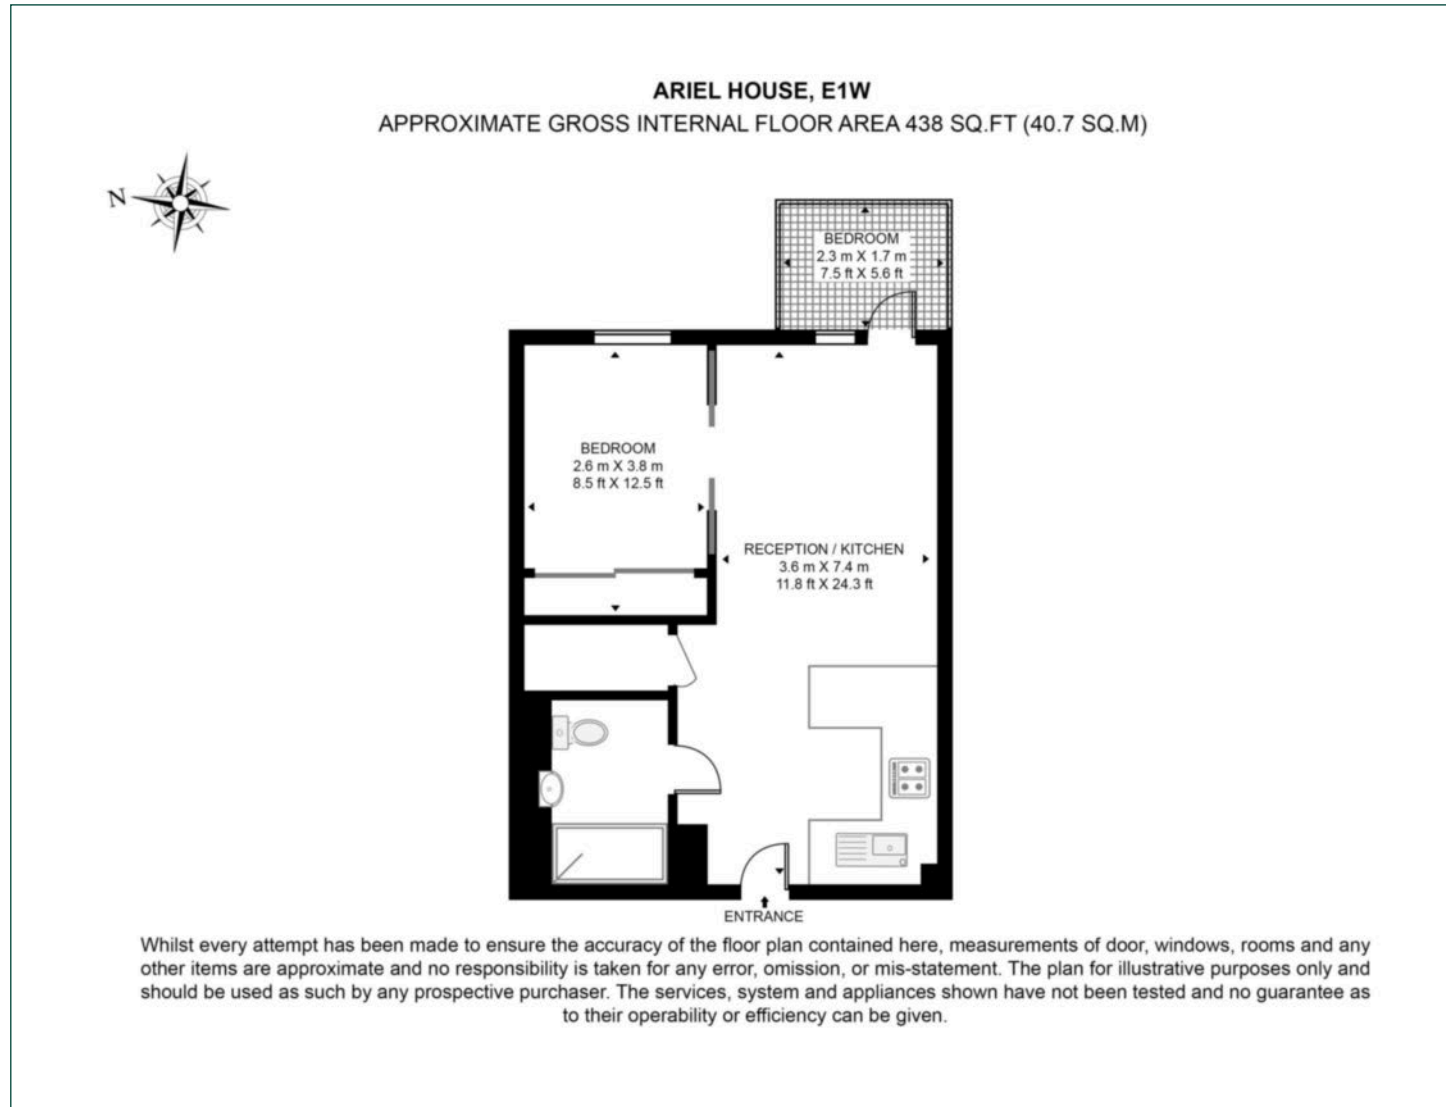 ARIEL HOUSE, E1W
APPROXIMATE GROSS INTERNAL FLOOR AREA 438 SQ.FT (40.7 SQ.M)
N
BEDROOM
2.3 m X 1.7 m
7.5 ft X 5.6 ft
BEDROOM
2.6 m X 3.8 m
8.5 ft X 12.5 ft
RECEPTION / KITCHEN
3.6 m X 7.4 m
11.8 ft X 24.3 ft
ENTRANCE
Whilst every attempt has been made to ensure the accuracy of the floor plan contained here, measurements of door, windows, rooms and any
other items are approximate and no responsibility is taken for any error, omission, or mis-statement. The plan for illustrative purposes only and
should be used as such by any prospective purchaser. The services, system and appliances shown have not been tested and no guarantee as
to their operability or efficiency can be given.